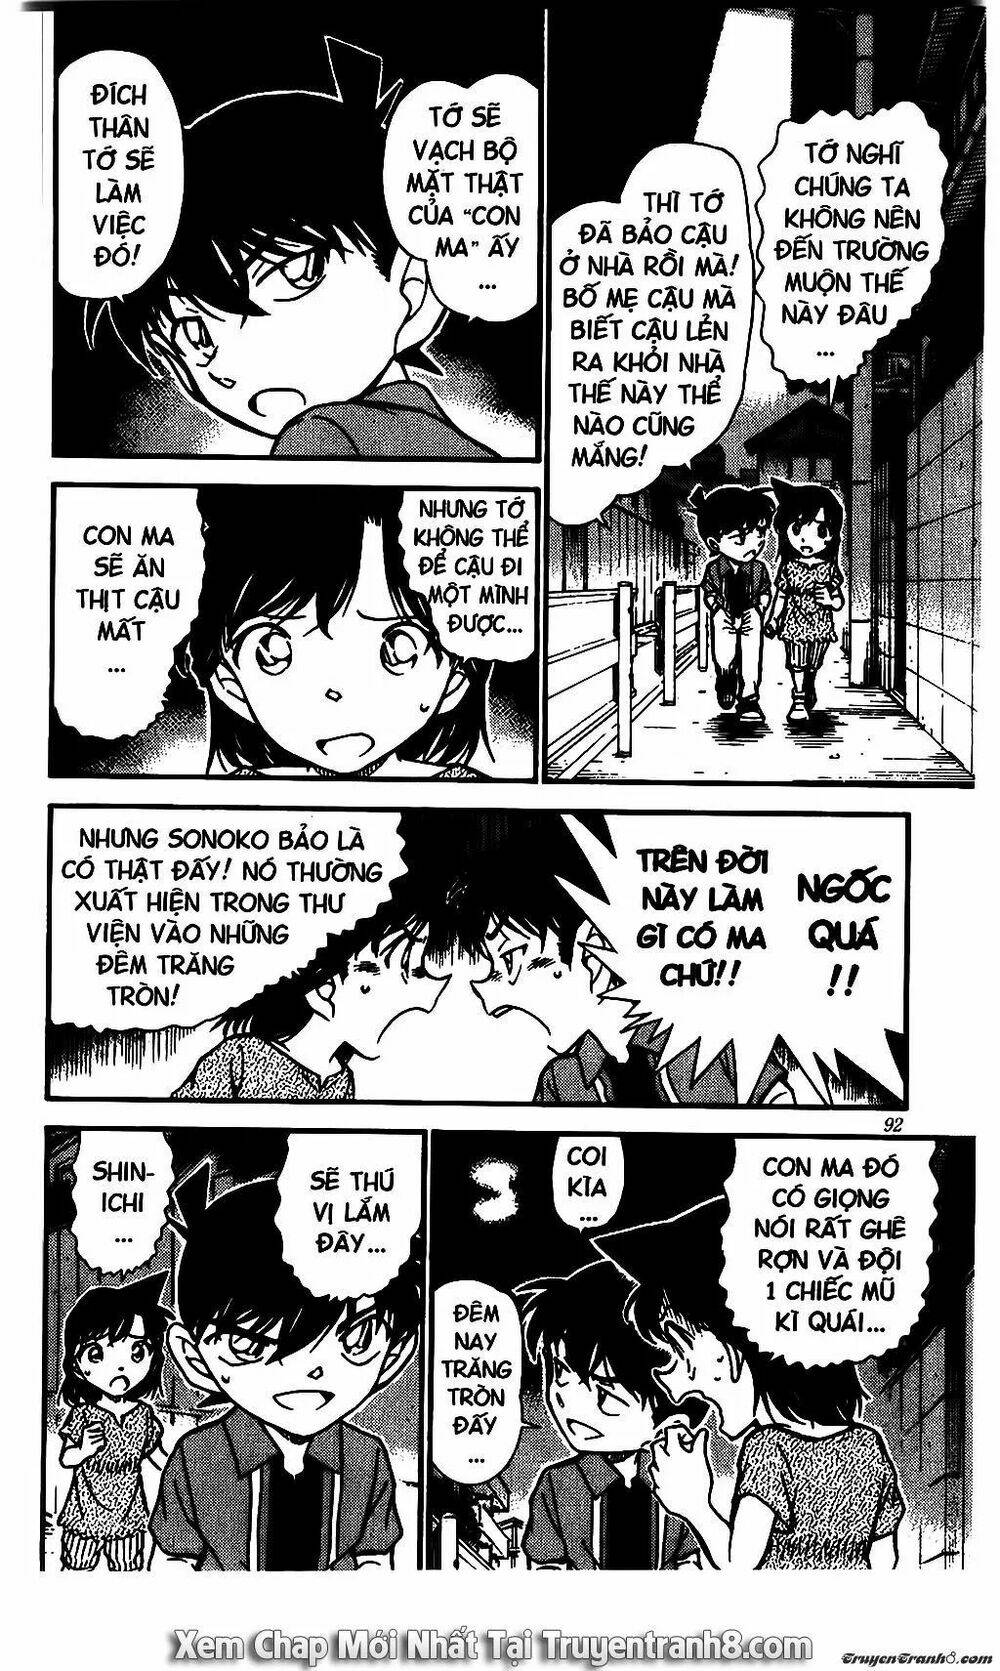 TỚ NGHĨ
CHÚNG TA
KHÔNG NÊN
ĐẾN TRƯỜNG
MUỘN THẾ
NÀY ĐÂU
...
THÌ TỚ
ĐÃ BẢO CẬU
Ở NHÀ RỒI MÀ!
BỐ MẸ CẬU MÀ
BIẾT CẬU LẺN
RA KHỎI NHÀ
THẾ NÀY THỂ
NÀO CŨNG
MẮNG!
TỚ SẼ
VẠCH BỘ
MẶT THẬT
CỦA "CON
MA" ẤY
...
ĐÍCH
THÂN
TỚ SẼ
LÀM
VIỆC
ĐÓ!
NHƯNG TỚ
KHÔNG THỂ
ĐỂ CẬU ĐI
MỘT MÌNH
ĐƯỢC...
CON MA
SẼ ĂN
THỊT CẬU
MẤT
...
NGỐC
QUÁ
!!
TRÊN ĐỜI
NÀY LÀM
GÌ CÓ MA
CHỨ!!
NHƯNG SONOKO BẢO LÀ
CÓ THẬT ĐẤY! NÓ THƯỜNG
XUẤT HIỆN TRONG THƯ
VIỆN VÀO NHỮNG
ĐÊM TRĂNG
TRÒN!
92
CON MA ĐÓ
CÓ GIỌNG
NÓI RẤT GHÊ
RỢN VÀ ĐỘI
1 CHIẾC MŨ
KÌ QUÁI...
COI
KÌA
...
ĐÊM
NAY
TRĂNG
TRÒN
ĐẤY
...
SẼ THÚ
VỊ LẮM
ĐÂY...
SHIN-
ICHI
...
Xem Chap Mới Nhất Tại Truyentranh8.com
TruyenTranh8.com